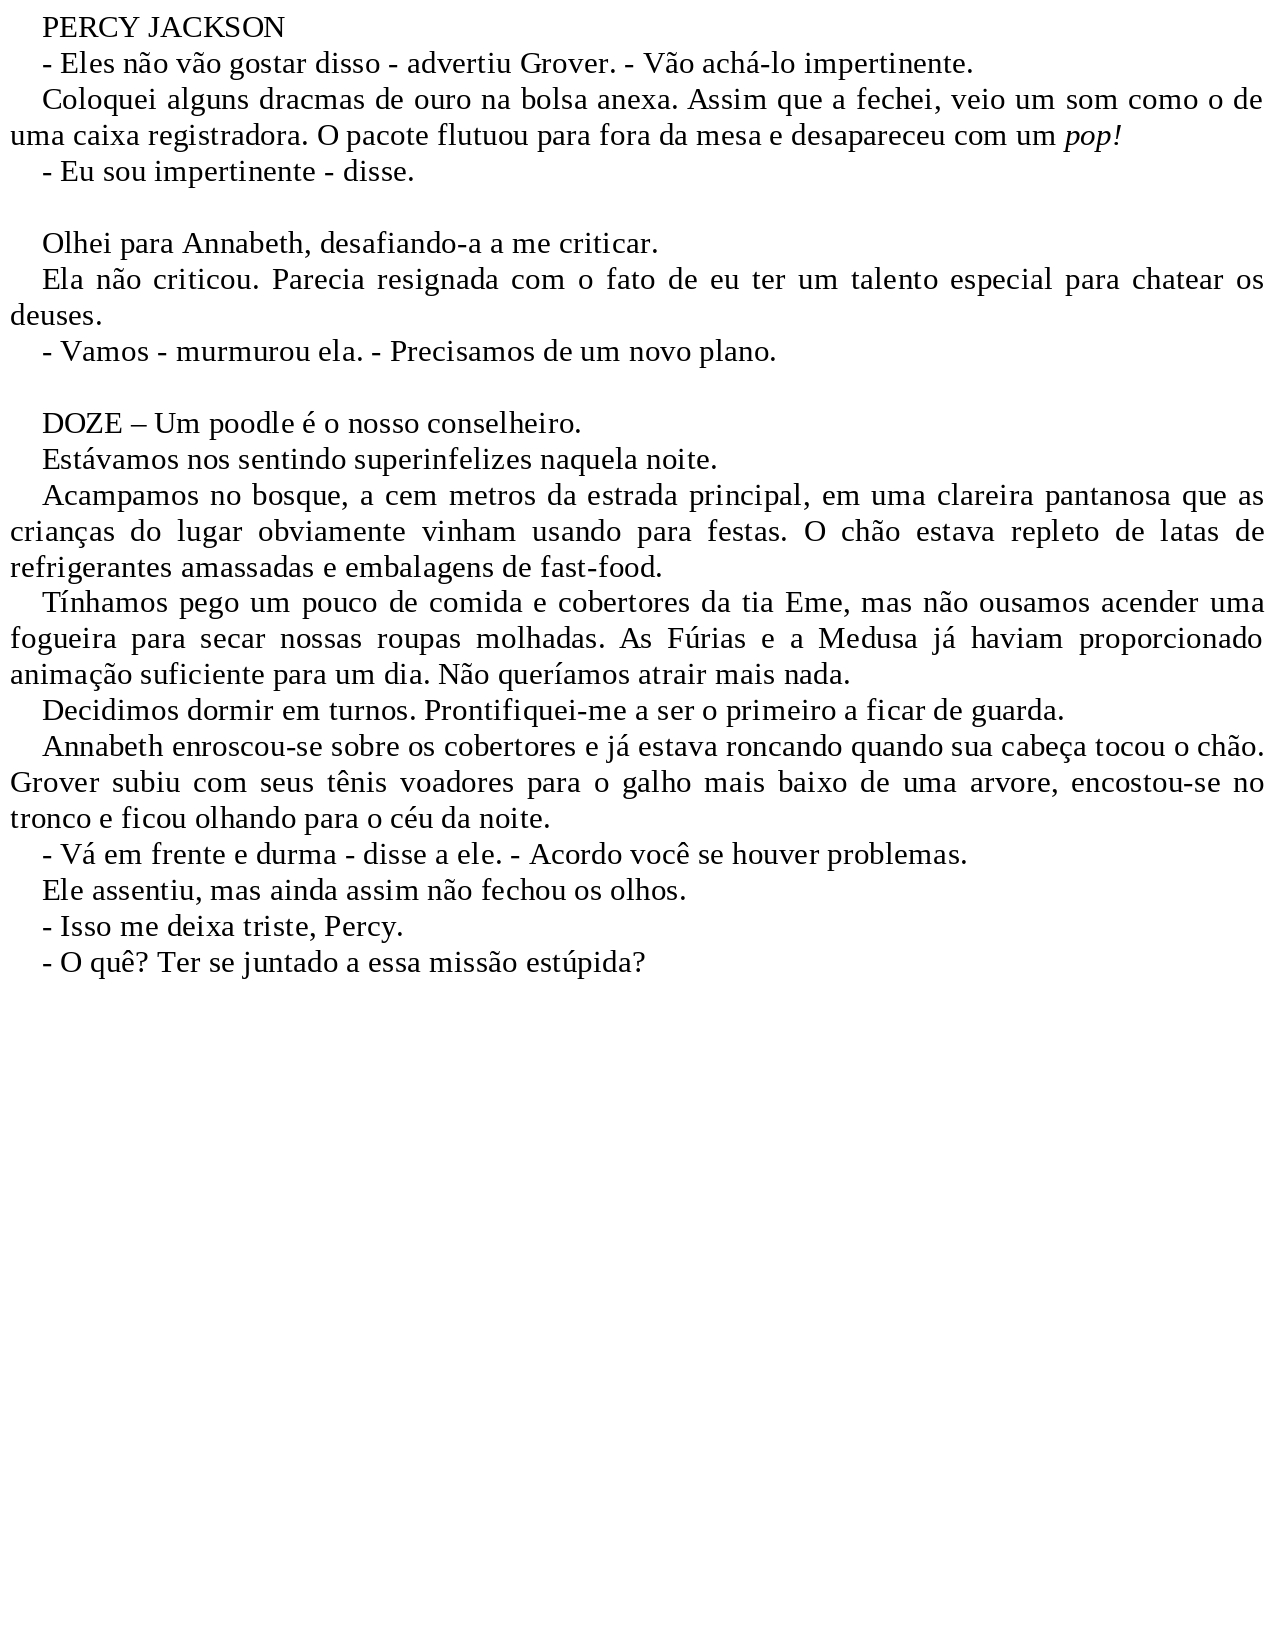 PERCY JACKSON
- Eles não vão gostar disso - advertiu Grover. - Vão achá-lo impertinente.
Coloquei alguns dracmas de ouro na bolsa anexa. Assim que a fechei, veio um som como o de
uma caixa registradora. O pacote flutuou para fora da mesa e desapareceu com um pop!
- Eu sou impertinente - disse.
Olhei para Annabeth, desafiando-a a me criticar.
Ela não criticou. Parecia resignada com o fato de eu ter um talento especial para chatear os
deuses.
- Vamos - murmurou ela. - Precisamos de um novo plano.
DOZE – Um poodle é o nosso conselheiro.
Estávamos nos sentindo superinfelizes naquela noite.
Acampamos no bosque, a cem metros da estrada principal, em uma clareira pantanosa que as
crianças do lugar obviamente vinham usando para festas. O chão estava repleto de latas de
refrigerantes amassadas e embalagens de fast-food.
Tínhamos pego um pouco de comida e cobertores da tia Eme, mas não ousamos acender uma
fogueira para secar nossas roupas molhadas. As Fúrias e a Medusa já haviam proporcionado
animação suficiente para um dia. Não queríamos atrair mais nada.
Decidimos dormir em turnos. Prontifiquei-me a ser o primeiro a ficar de guarda.
Annabeth enroscou-se sobre os cobertores e já estava roncando quando sua cabeça tocou o chão.
Grover subiu com seus tênis voadores para o galho mais baixo de uma arvore, encostou-se no
tronco e ficou olhando para o céu da noite.
- Vá em frente e durma - disse a ele. - Acordo você se houver problemas.
Ele assentiu, mas ainda assim não fechou os olhos.
- Isso me deixa triste, Percy.
- O quê? Ter se juntado a essa missão estúpida?